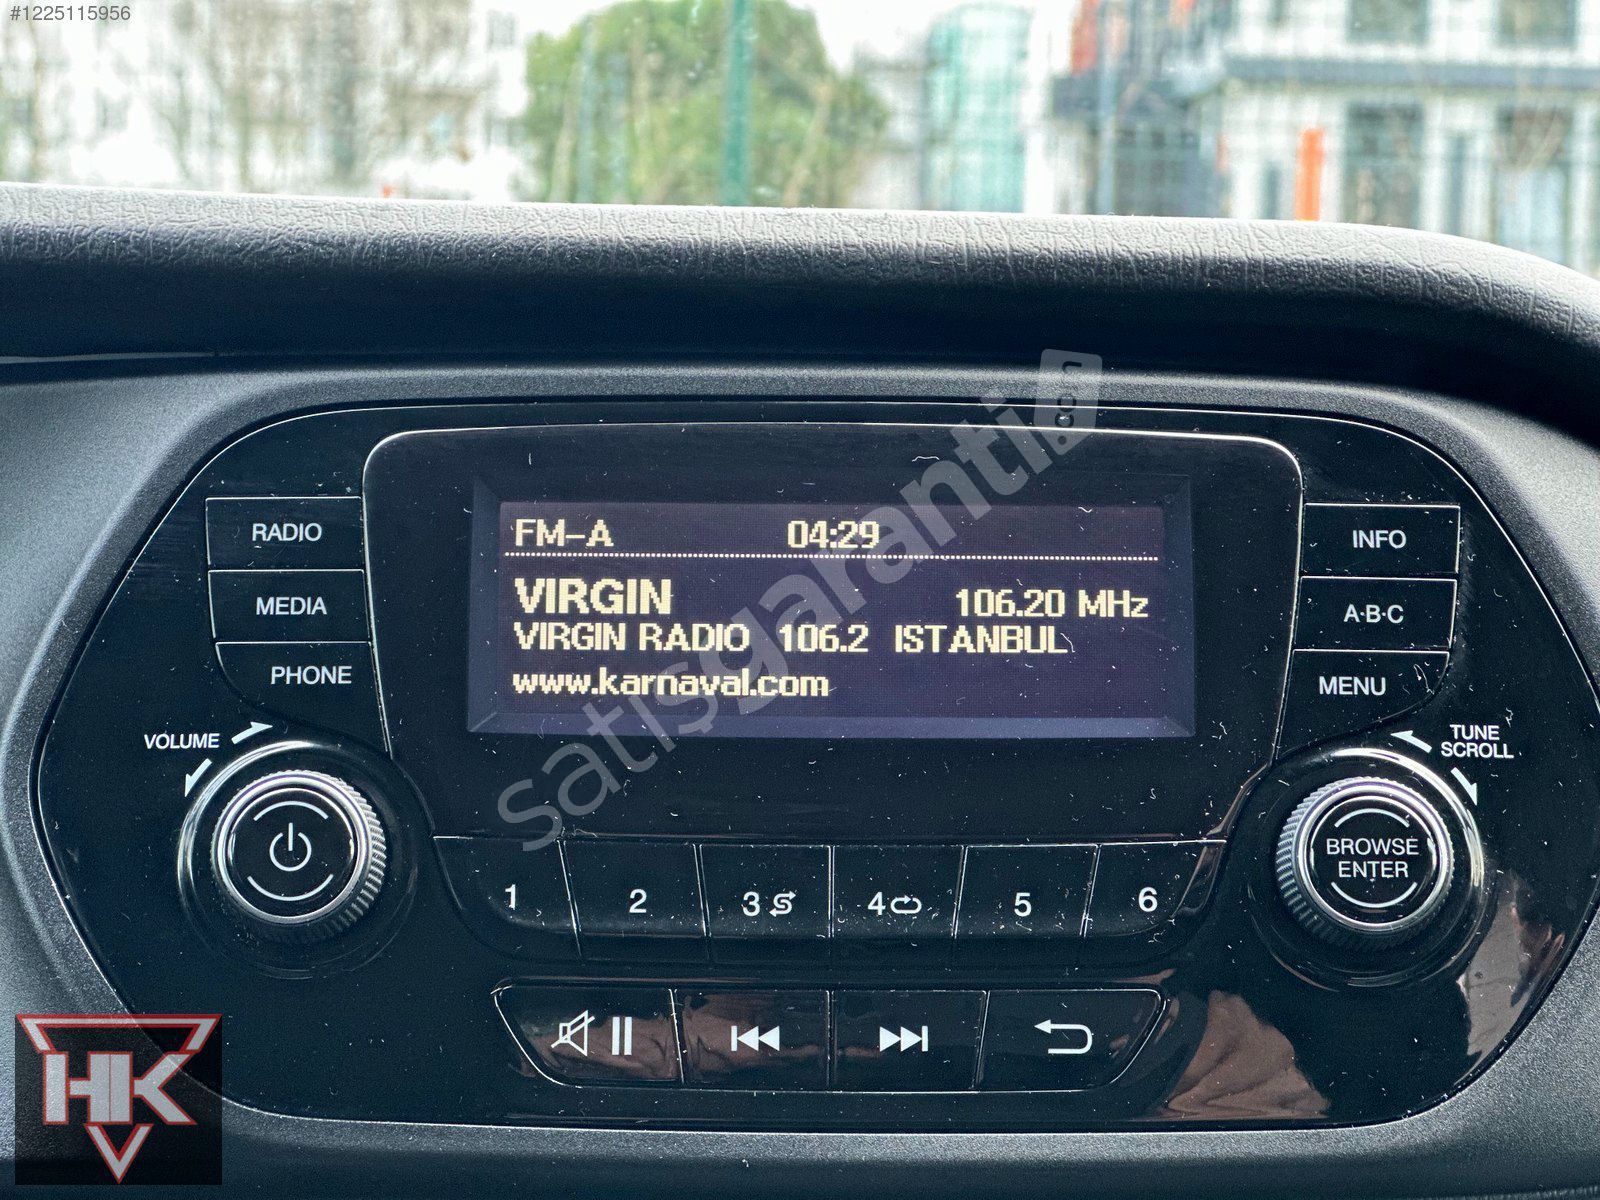 #1225115956
satışgarantim
FM-A 04:29
VIRGIN 106.20 MHz
VIRGIN RADIO 106.2 ISTANBUL
www.karnaval.com
RADIO
MEDIA
PHONE
INFO
A·B·C
MENU
VOLUME
TUNE
SCROLL
BROWSE
ENTER
1 2 3 4 5 6
HK